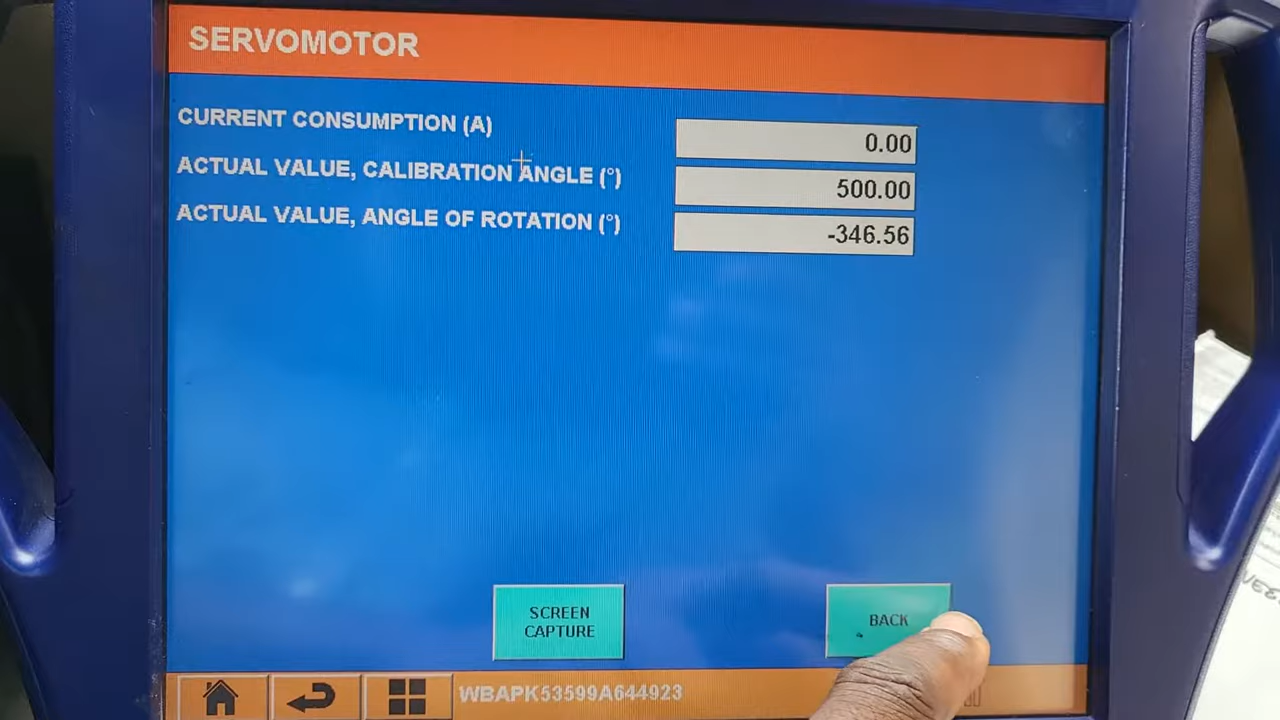 SERVOMOTOR
CURRENT CONSUMPTION (A) 0.00
ACTUAL VALUE, CALIBRATION ANGLE (°) 500.00
ACTUAL VALUE, ANGLE OF ROTATION (°) -346.56
SCREEN
CAPTURE
BACK
WBAPK53599A644923